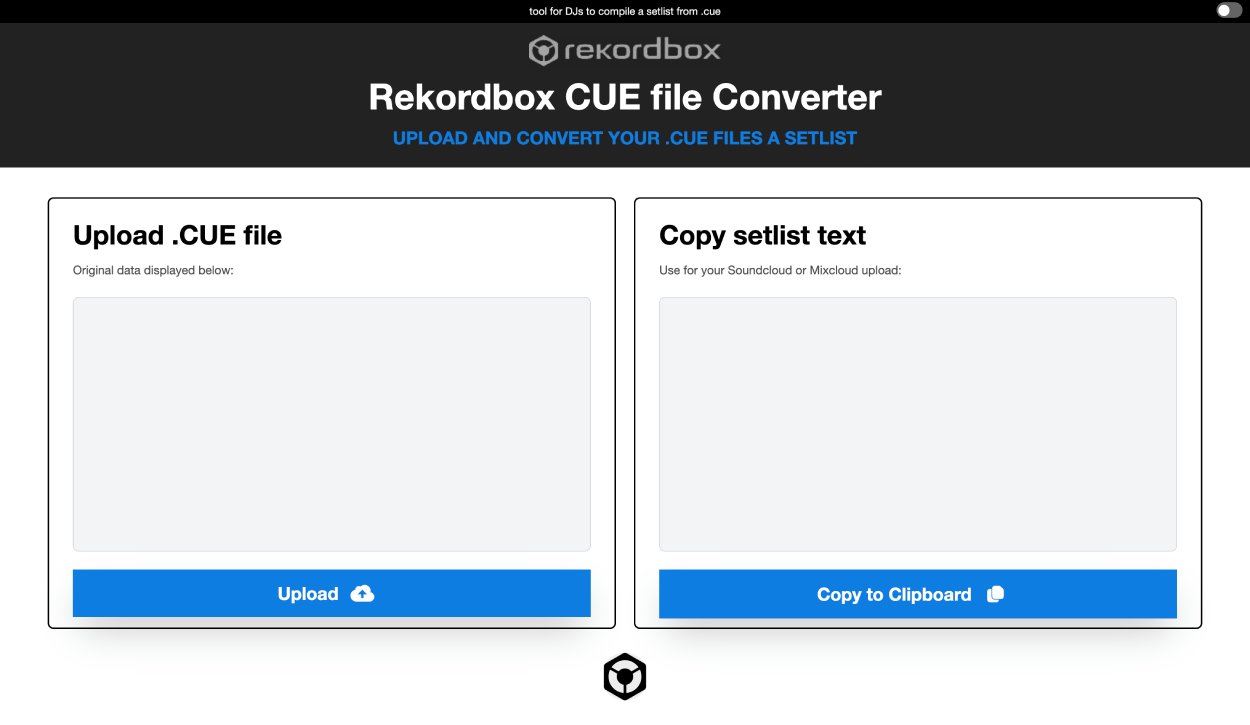 tool for DJs to compile a setlist from .cue
rekordbox
Rekordbox CUE file Converter
UPLOAD AND CONVERT YOUR .CUE FILES A SETLIST
Upload .CUE file
Original data displayed below:
Upload
Copy setlist text
Use for your Soundcloud or Mixcloud upload:
Copy to Clipboard